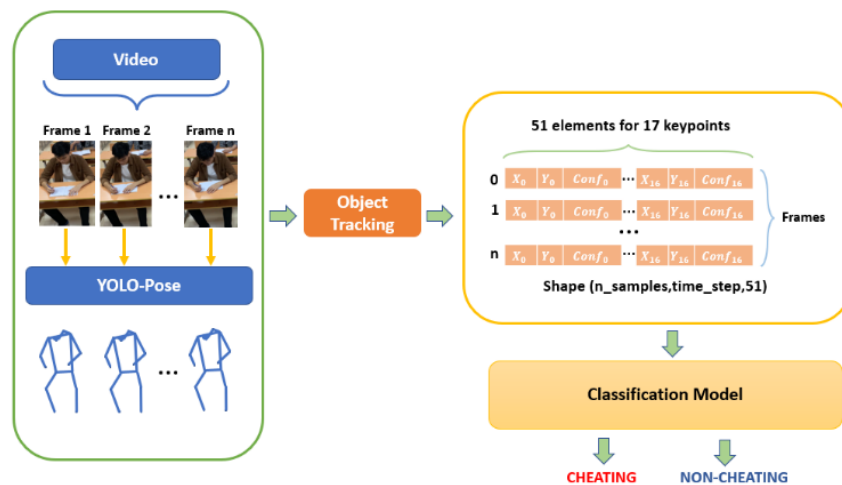 Video
Frame 1 Frame 2 Frame n
...
YOLO-Pose
...
Object
Tracking
51 elements for 17 keypoints
0 X₀ Y₀ Conf₀ ... X₁₆ Y₁₆ Conf₁₆
1 X₀ Y₀ Conf₀ ... X₁₆ Y₁₆ Conf₁₆
...
n X₀ Y₀ Conf₀ ... X₁₆ Y₁₆ Conf₁₆
Frames
Shape (n_samples,time_step,51)
Classification Model
CHEATING NON-CHEATING